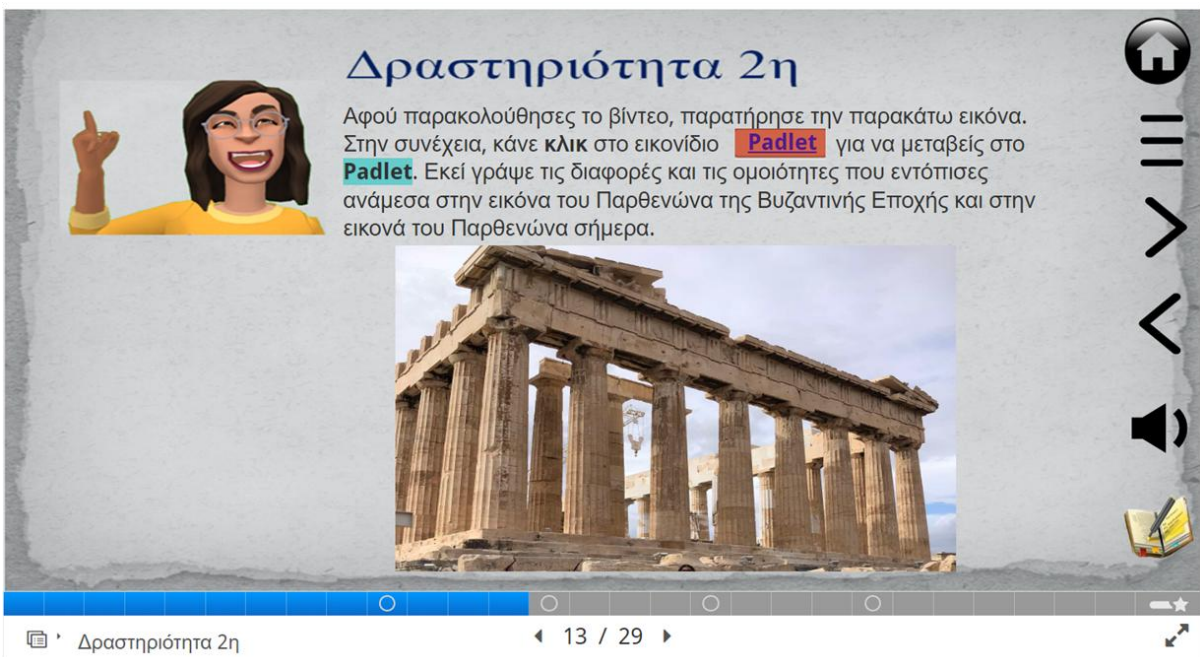 Δραστηριότητα 2η
Αφού παρακολούθησες το βίντεο, παρατήρησε την παρακάτω εικόνα.
Στην συνέχεια, κάνε κλικ στο εικονίδιο Padlet για να μεταβείς στο
Padlet. Εκεί γράψε τις διαφορές και τις ομοιότητες που εντόπισες
ανάμεσα στην εικόνα του Παρθενώνα της Βυζαντινής Εποχής και στην
εικονά του Παρθενώνα σήμερα.
Δραστηριότητα 2η
13 / 29